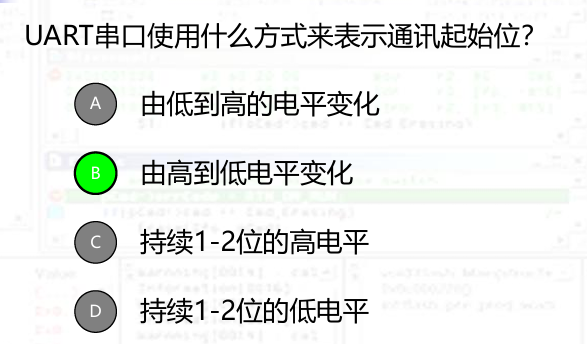 UART串口使用什么方式来表示通讯起始位？
A 由低到高的电平变化
B 由高到低电平变化
C 持续1-2位的高电平
D 持续1-2位的低电平